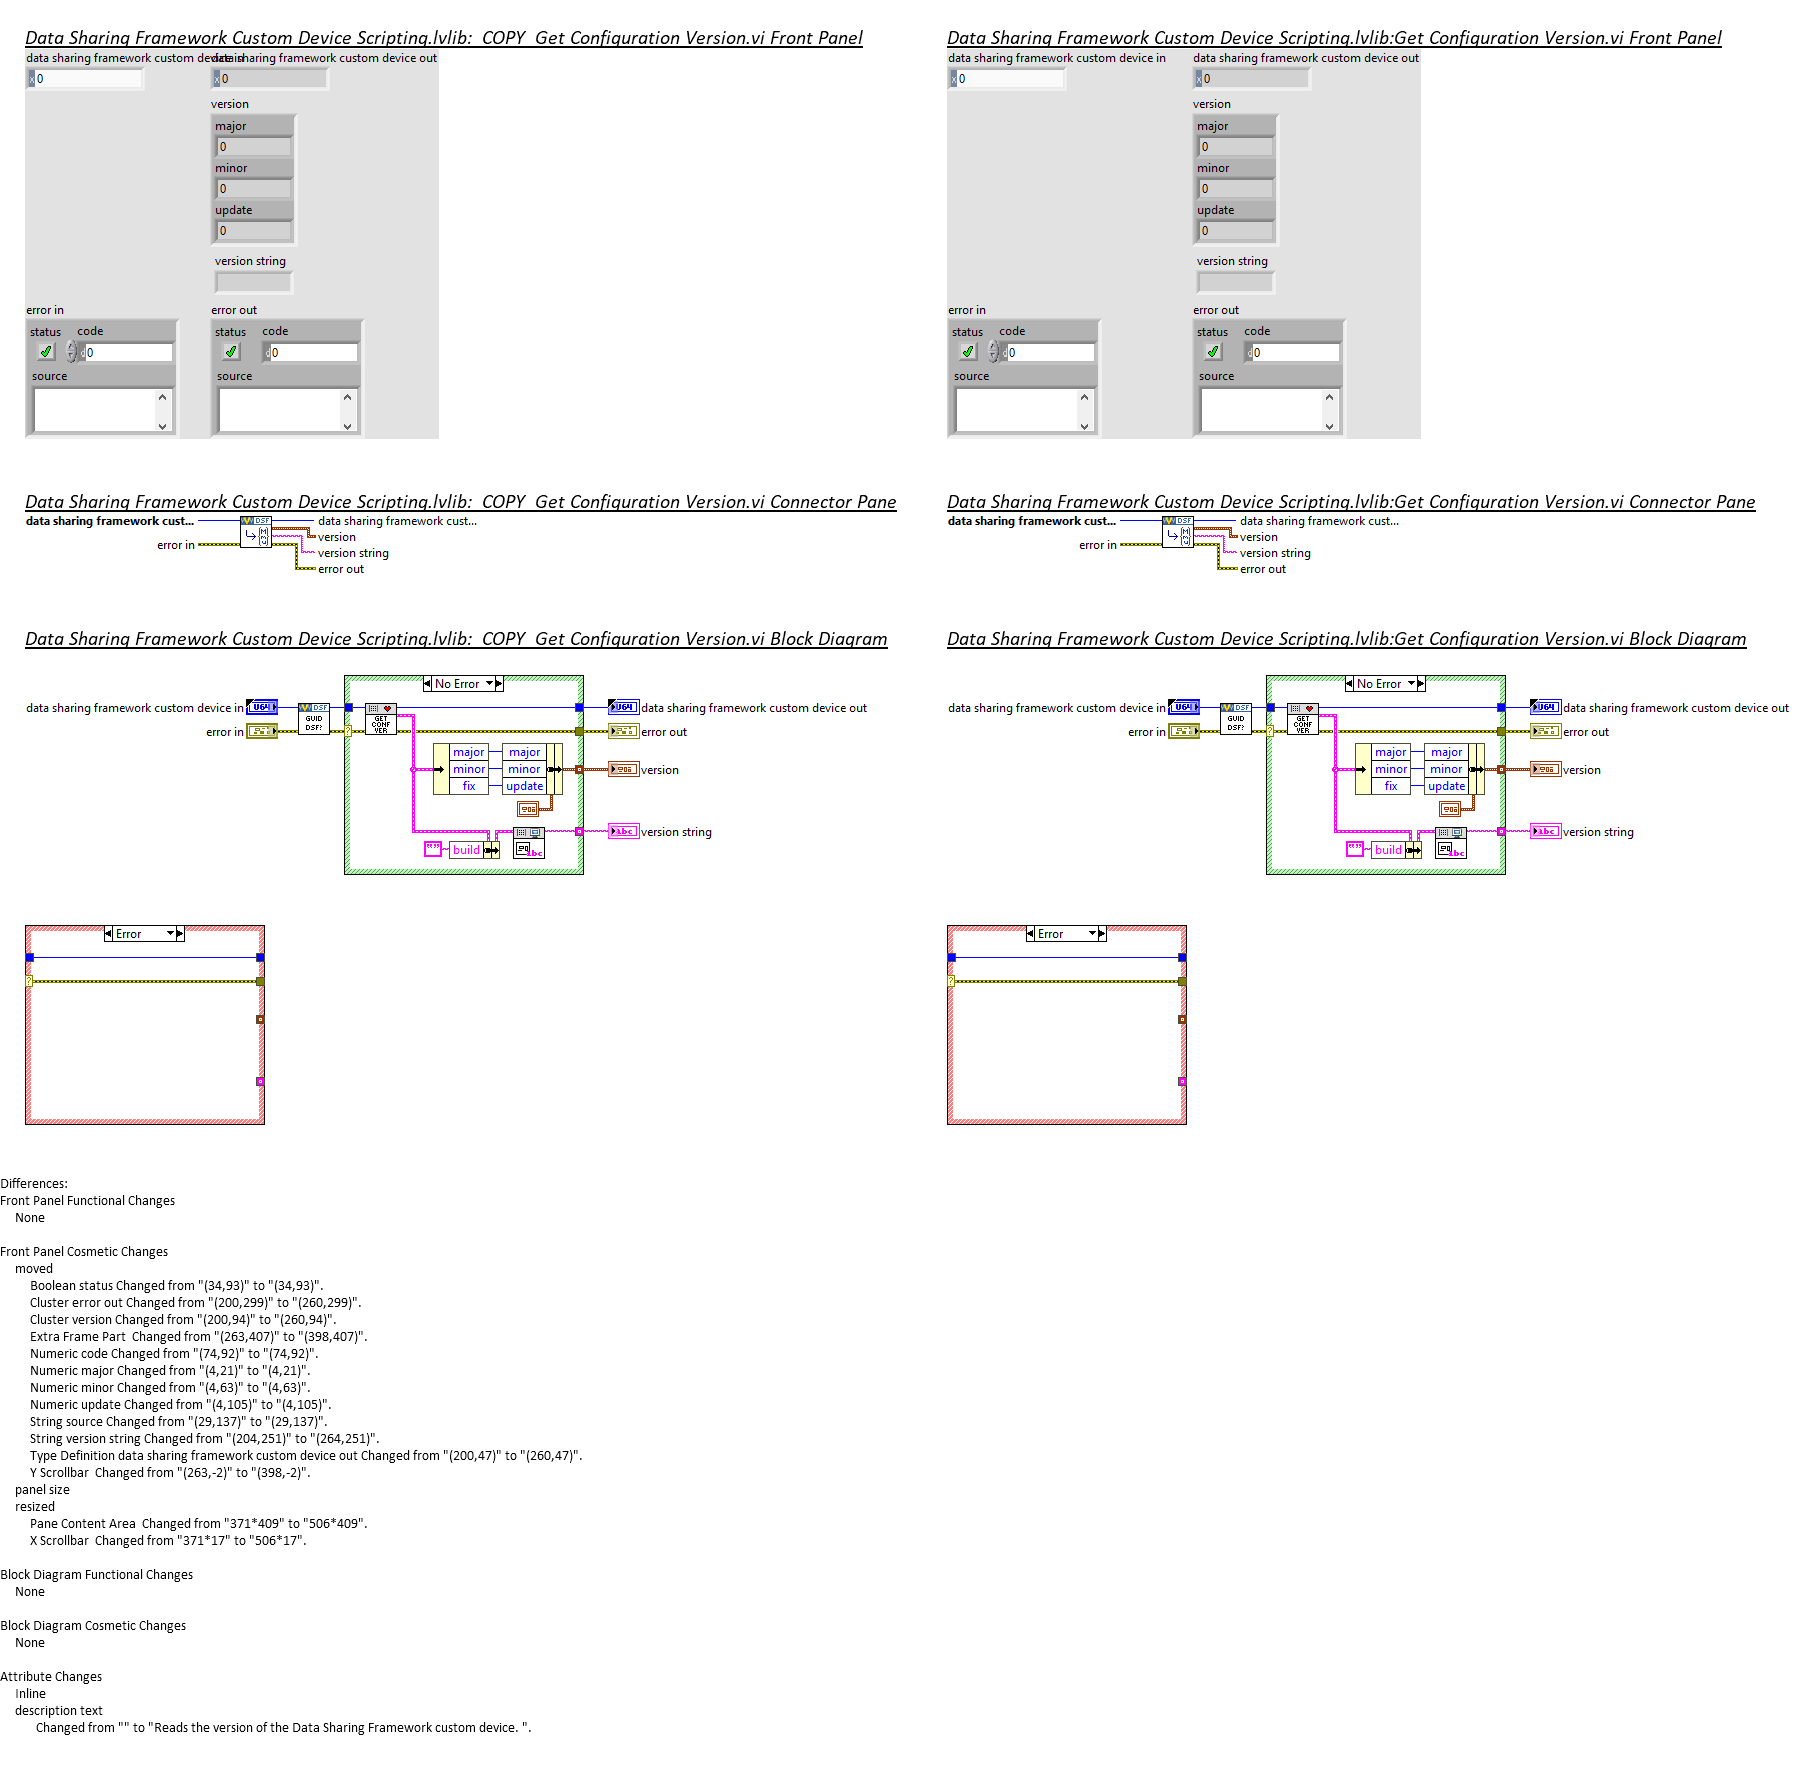 Data Sharing Framework Custom Device Scripting.lvlib:  COPY  Get Configuration Version.vi Front Panel
data sharing framework custom device in
data sharing framework custom device out
x 0
x 0
version
major
0
minor
0
update
0
version string
error in
error out
status code
status code
d 0
d 0
source
source
Data Sharing Framework Custom Device Scripting.lvlib:Get Configuration Version.vi Front Panel
data sharing framework custom device in
data sharing framework custom device out
x 0
x 0
version
major
0
minor
0
update
0
version string
error in
error out
status code
status code
d 0
d 0
source
source
Data Sharing Framework Custom Device Scripting.lvlib:  COPY  Get Configuration Version.vi Connector Pane
data sharing framework cust...
DSF
data sharing framework cust...
version
error in
version string
error out
Data Sharing Framework Custom Device Scripting.lvlib:Get Configuration Version.vi Connector Pane
data sharing framework cust...
DSF
data sharing framework cust...
version
error in
version string
error out
Data Sharing Framework Custom Device Scripting.lvlib:  COPY  Get Configuration Version.vi Block Diagram
No Error
data sharing framework custom device in
U64
DSF
GUID
DSF?
GET
CONF
VER
U64
data sharing framework custom device out
error in
error out
major major
minor minor
fix update
version
abc
version string
"" build
abc
Error
Data Sharing Framework Custom Device Scripting.lvlib:Get Configuration Version.vi Block Diagram
No Error
data sharing framework custom device in
U64
DSF
GUID
DSF?
GET
CONF
VER
U64
data sharing framework custom device out
error in
error out
major major
minor minor
fix update
version
abc
version string
"" build
abc
Error
Differences:
Front Panel Functional Changes
None
Front Panel Cosmetic Changes
moved
Boolean status Changed from "(34,93)" to "(34,93)".
Cluster error out Changed from "(200,299)" to "(260,299)".
Cluster version Changed from "(200,94)" to "(260,94)".
Extra Frame Part  Changed from "(263,407)" to "(398,407)".
Numeric code Changed from "(74,92)" to "(74,92)".
Numeric major Changed from "(4,21)" to "(4,21)".
Numeric minor Changed from "(4,63)" to "(4,63)".
Numeric update Changed from "(4,105)" to "(4,105)".
String source Changed from "(29,137)" to "(29,137)".
String version string Changed from "(204,251)" to "(264,251)".
Type Definition data sharing framework custom device out Changed from "(200,47)" to "(260,47)".
Y Scrollbar  Changed from "(263,-2)" to "(398,-2)".
panel size
resized
Pane Content Area  Changed from "371*409" to "506*409".
X Scrollbar  Changed from "371*17" to "506*17".
Block Diagram Functional Changes
None
Block Diagram Cosmetic Changes
None
Attribute Changes
Inline
description text
Changed from "" to "Reads the version of the Data Sharing Framework custom device. ".